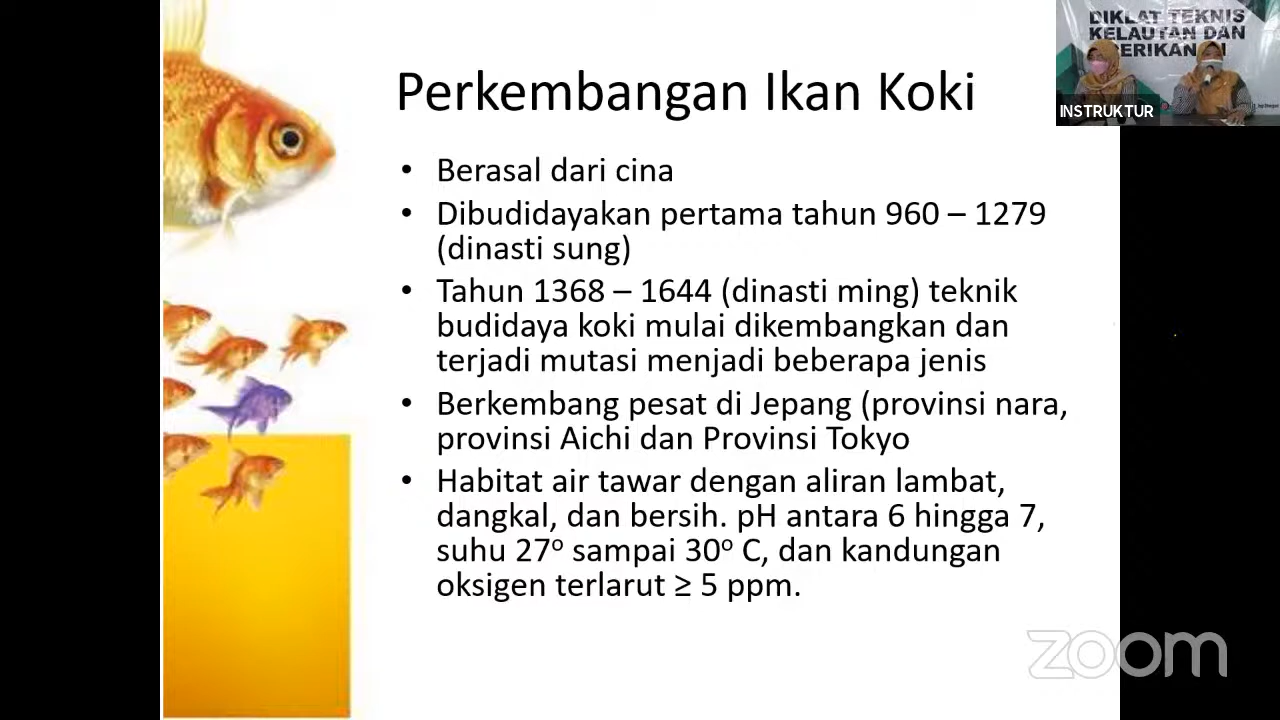 Perkembangan Ikan Koki
• Berasal dari cina
• Dibudidayakan pertama tahun 960 – 1279
(dinasti sung)
• Tahun 1368 – 1644 (dinasti ming) teknik
budidaya koki mulai dikembangkan dan
terjadi mutasi menjadi beberapa jenis
• Berkembang pesat di Jepang (provinsi nara,
provinsi Aichi dan Provinsi Tokyo
• Habitat air tawar dengan aliran lambat,
dangkal, dan bersih. pH antara 6 hingga 7,
suhu 27º sampai 30º C, dan kandungan
oksigen terlarut ≥ 5 ppm.
DIKLAT TEKNIS
KELAUTAN DAN
INSTRUKTUR
zoom